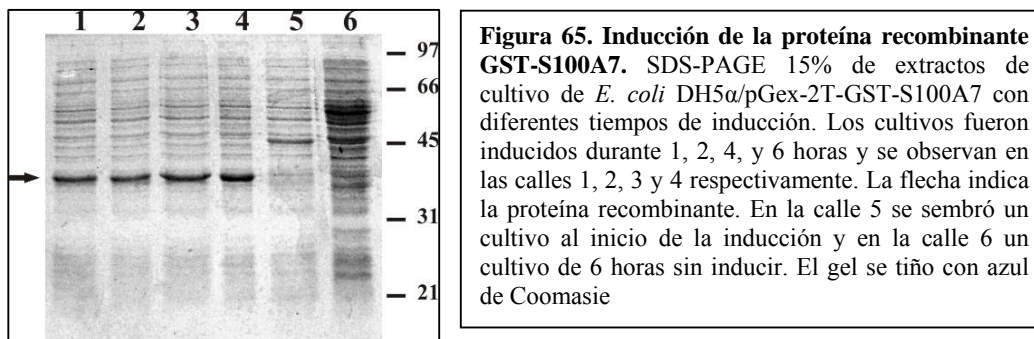 1 2 3 4 5 6
97
66
45
31
21
Figura 65. Inducción de la proteína recombinante
GST-S100A7. SDS-PAGE 15% de extractos de
cultivo de E. coli DH5α/pGex-2T-GST-S100A7 con
diferentes tiempos de inducción. Los cultivos fueron
inducidos durante 1, 2, 4, y 6 horas y se observan en
las calles 1, 2, 3 y 4 respectivamente. La flecha indica
la proteína recombinante. En la calle 5 se sembró un
cultivo al inicio de la inducción y en la calle 6 un
cultivo de 6 horas sin inducir. El gel se tiño con azul
de Coomasie